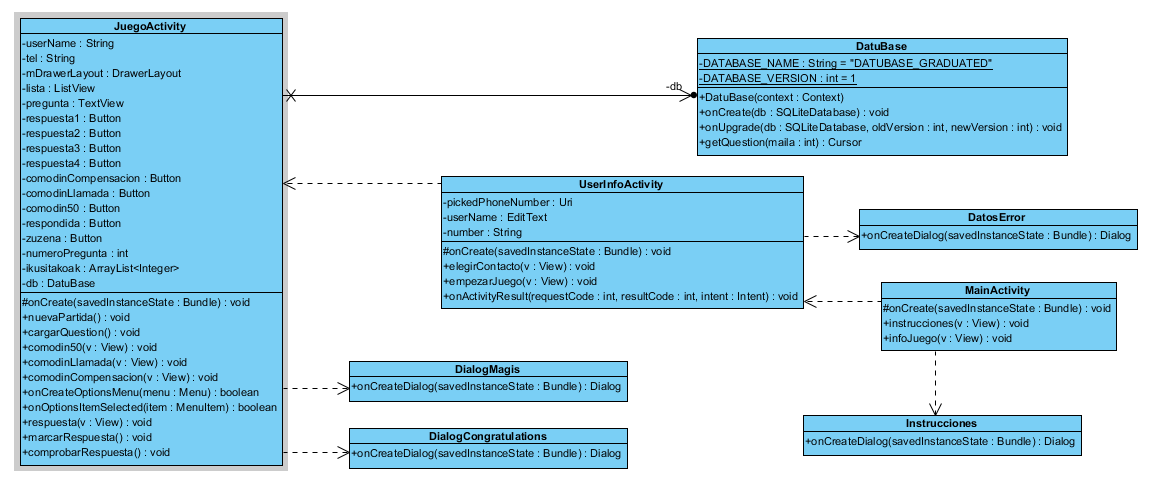 JuegoActivity
-userName : String
-tel : String
-mDrawerLayout : DrawerLayout
-lista : ListView
-pregunta : TextView
-respuesta1 : Button
-respuesta2 : Button
-respuesta3 : Button
-respuesta4 : Button
-comodinCompensacion : Button
-comodinLlamada : Button
-comodin50 : Button
-respondida : Button
-zuzena : Button
-numeroPregunta : int
-ikusitakoak : ArrayList<Integer>
-db : DatuBase
#onCreate(savedInstanceState : Bundle) : void
+nuevaPartida() : void
+cargarQuestion() : void
+comodin50(v : View) : void
+comodinLlamada(v : View) : void
+comodinCompensacion(v : View) : void
+onCreateOptionsMenu(menu : Menu) : boolean
+onOptionsItemSelected(item : MenuItem) : boolean
+respuesta(v : View) : void
+marcarRespuesta() : void
+comprobarRespuesta() : void
-db
DatuBase
-DATABASE_NAME : String = "DATUBASE_GRADUATED"
-DATABASE_VERSION : int = 1
+DatuBase(context : Context)
+onCreate(db : SQLiteDatabase) : void
+onUpgrade(db : SQLiteDatabase, oldVersion : int, newVersion : int) : void
+getQuestion(maila : int) : Cursor
UserInfoActivity
-pickedPhoneNumber : Uri
-userName : EditText
-number : String
#onCreate(savedInstanceState : Bundle) : void
+elegirContacto(v : View) : void
+empezarJuego(v : View) : void
+onActivityResult(requestCode : int, resultCode : int, intent : Intent) : void
DatosError
+onCreateDialog(savedInstanceState : Bundle) : Dialog
MainActivity
#onCreate(savedInstanceState : Bundle) : void
+instrucciones(v : View) : void
+infoJuego(v : View) : void
DialogMagis
+onCreateDialog(savedInstanceState : Bundle) : Dialog
DialogCongratulations
+onCreateDialog(savedInstanceState : Bundle) : Dialog
Instrucciones
+onCreateDialog(savedInstanceState : Bundle) : Dialog